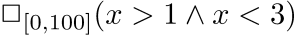 □[0,100](x > 1 ∧ x < 3)